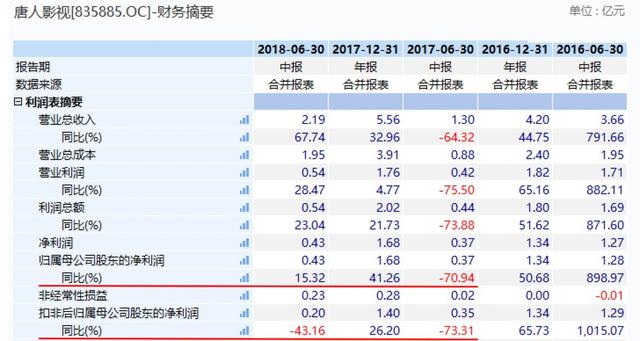 唐人影视[835885.OC]-财务摘要 单位 : 亿元
2018-06-30 2017-12-31 2017-06-30 2016-12-31 2016-06-30
报告期 中报 年报 中报 年报 中报
数据来源 合并报表 合并报表 合并报表 合并报表 合并报表
利润表摘要
营业总收入 2.19 5.56 1.30 4.20 3.66
同比(%) 67.74 32.96 -64.32 44.75 791.66
营业总成本 1.95 3.91 0.88 2.40 1.95
营业利润 0.54 1.76 0.42 1.82 1.71
同比(%) 28.47 4.77 -75.50 65.16 882.11
利润总额 0.54 2.02 0.44 1.80 1.69
同比(%) 23.04 21.73 -73.88 51.62 871.60
净利润 0.43 1.68 0.37 1.34 1.27
归属母公司股东的净利润 0.43 1.68 0.37 1.34 1.28
同比(%) 15.32 41.26 -70.94 50.68 898.97
非经常性损益 0.23 0.28 0.02 0.00 -0.01
扣非后归属母公司股东的净利润 0.20 1.40 0.35 1.34 1.29
同比(%) -43.16 26.20 -73.31 65.73 1,015.07